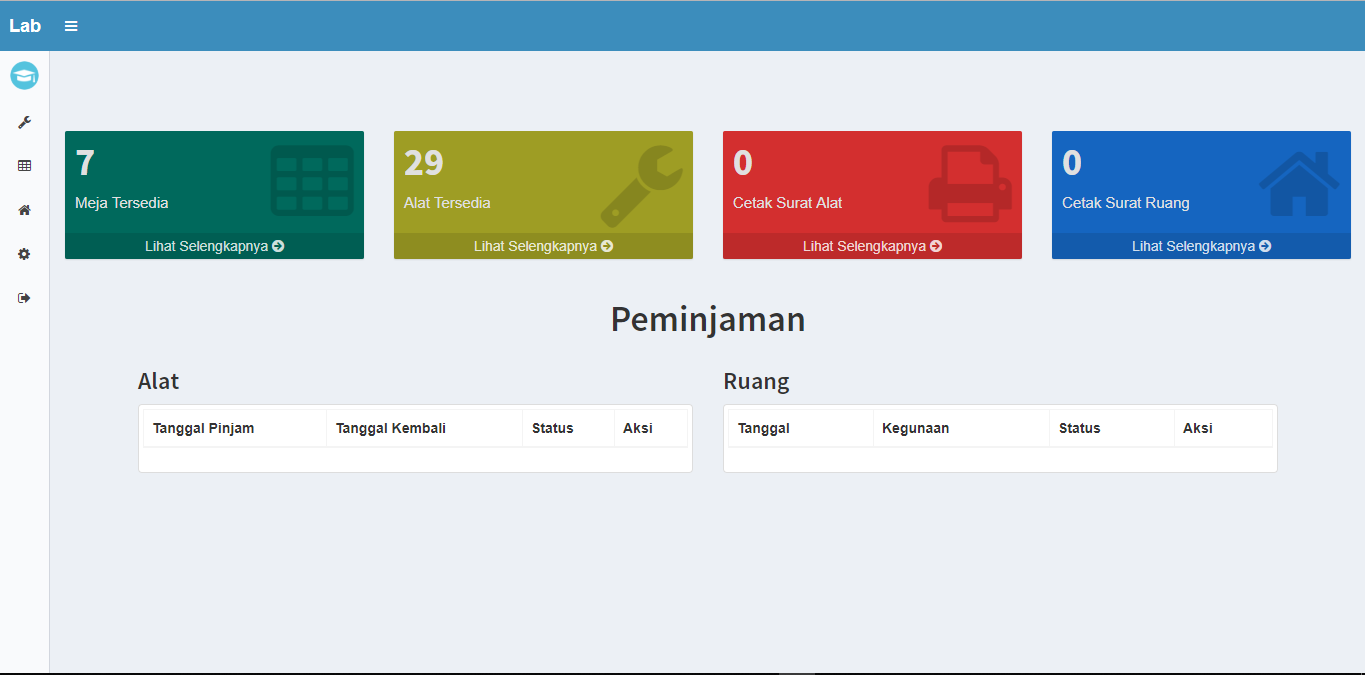 Lab
7
Meja Tersedia
Lihat Selengkapnya
29
Alat Tersedia
Lihat Selengkapnya
0
Cetak Surat Alat
Lihat Selengkapnya
0
Cetak Surat Ruang
Lihat Selengkapnya
Peminjaman
Alat
Tanggal Pinjam Tanggal Kembali Status Aksi
Ruang
Tanggal Kegunaan Status Aksi